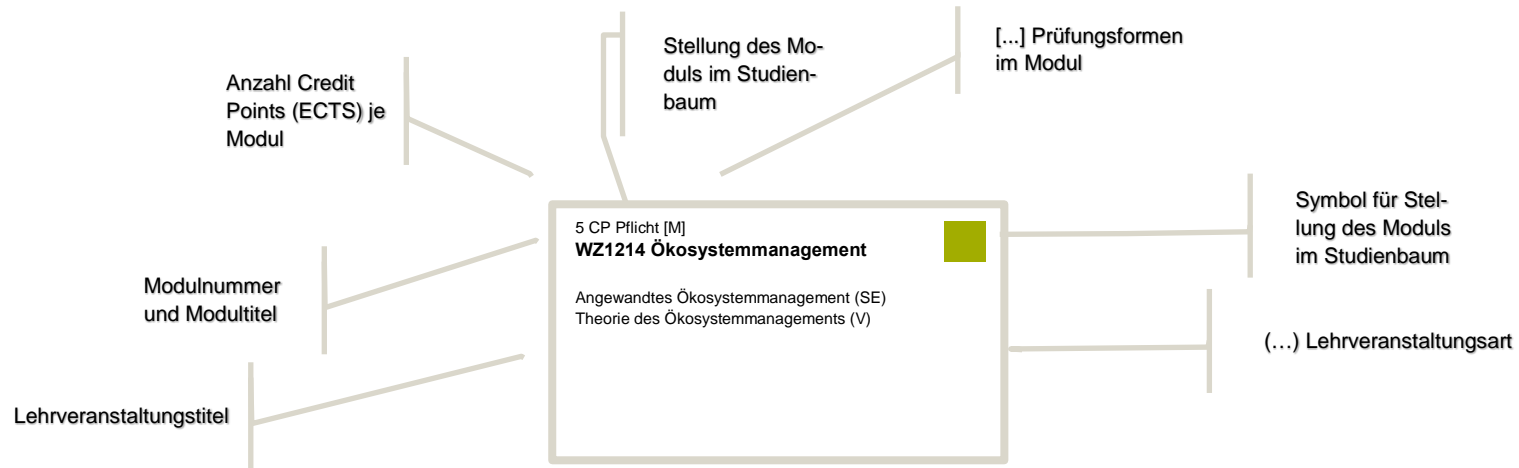 Stellung des Mo-
duls im Studien-
baum
[...] Prüfungsformen
im Modul
Anzahl Credit
Points (ECTS) je
Modul
Symbol für Stel-
lung des Moduls
im Studienbaum
5 CP Pflicht [M]
WZ1214 Ökosystemmanagement
Angewandtes Ökosystemmanagement (SE)
Theorie des Ökosystemmanagements (V)
Modulnummer
und Modultitel
(…) Lehrveranstaltungsart
Lehrveranstaltungstitel